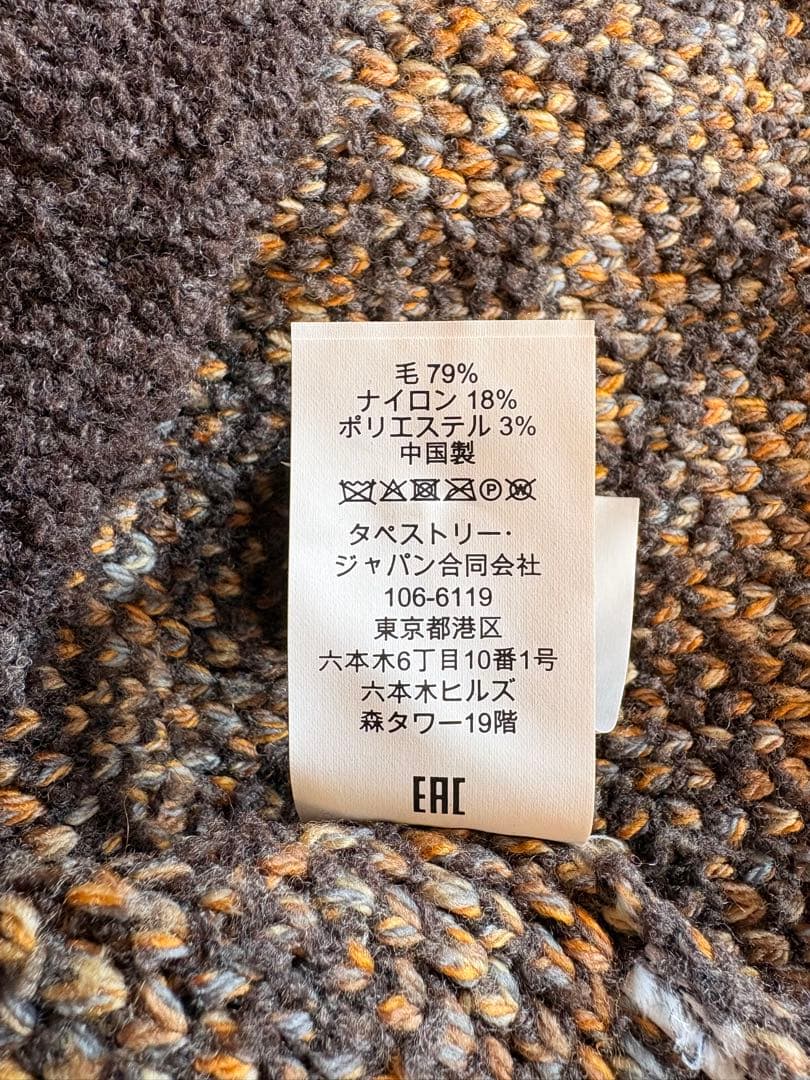 毛 79%
ナイロン 18%
ポリエステル 3%
中国製
タペストリー・
ジャパン合同会社
106-6119
東京都港区
六本木6丁目10番1号
六本木ヒルズ
森タワー19階
EAC